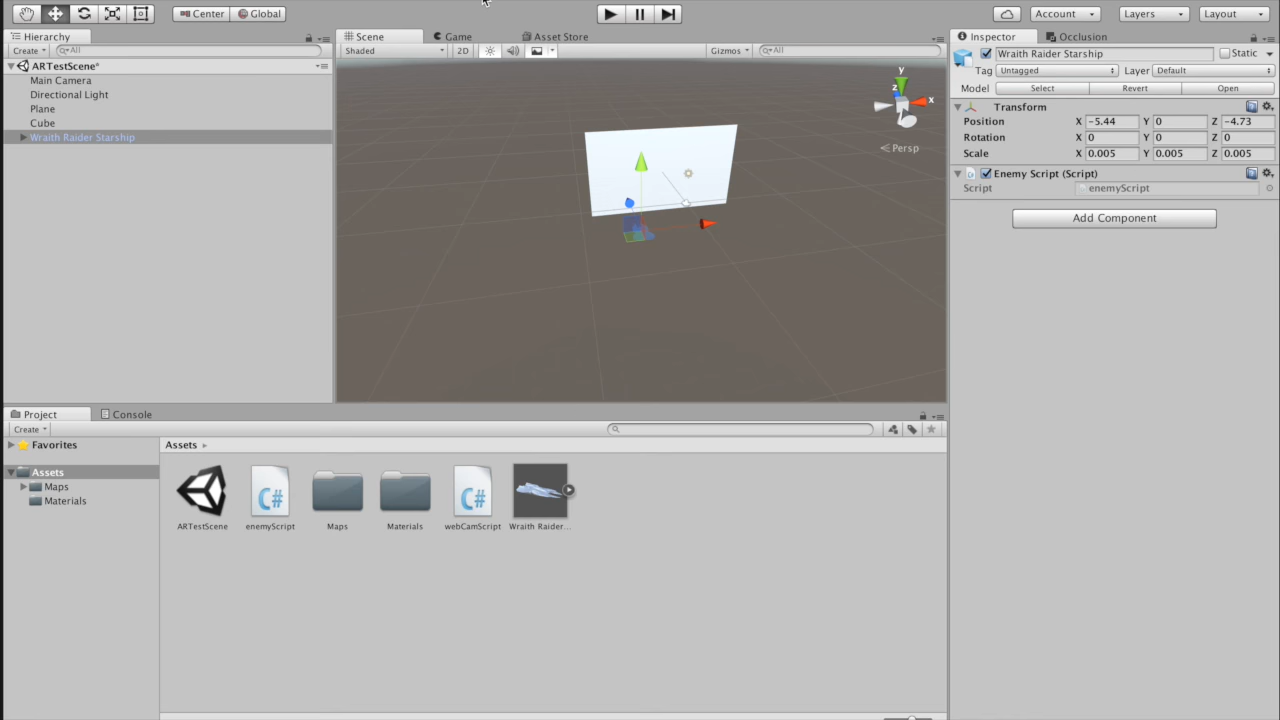 Center Global Account Layers Layout
Hierarchy Scene Game Asset Store Inspector Occlusion
Create All Shaded 2D Gizmos All Wraith Raider Starship Static
ARTestScene* Tag Untagged Layer Default
Main Camera Model Select Revert Open
Directional Light
Plane y z x Transform
Cube Position X -5.44 Y 0 Z -4.73
Wraith Raider Starship Rotation X 0 Y 0 Z 0
Persp Scale X 0.005 Y 0.005 Z 0.005
Enemy Script (Script)
Script enemyScript
Add Component
Project Console
Create
Favorites Assets
Assets
Maps
Materials
C# C#
ARTestScene enemyScript Maps Materials webCamScript Wraith Raider...